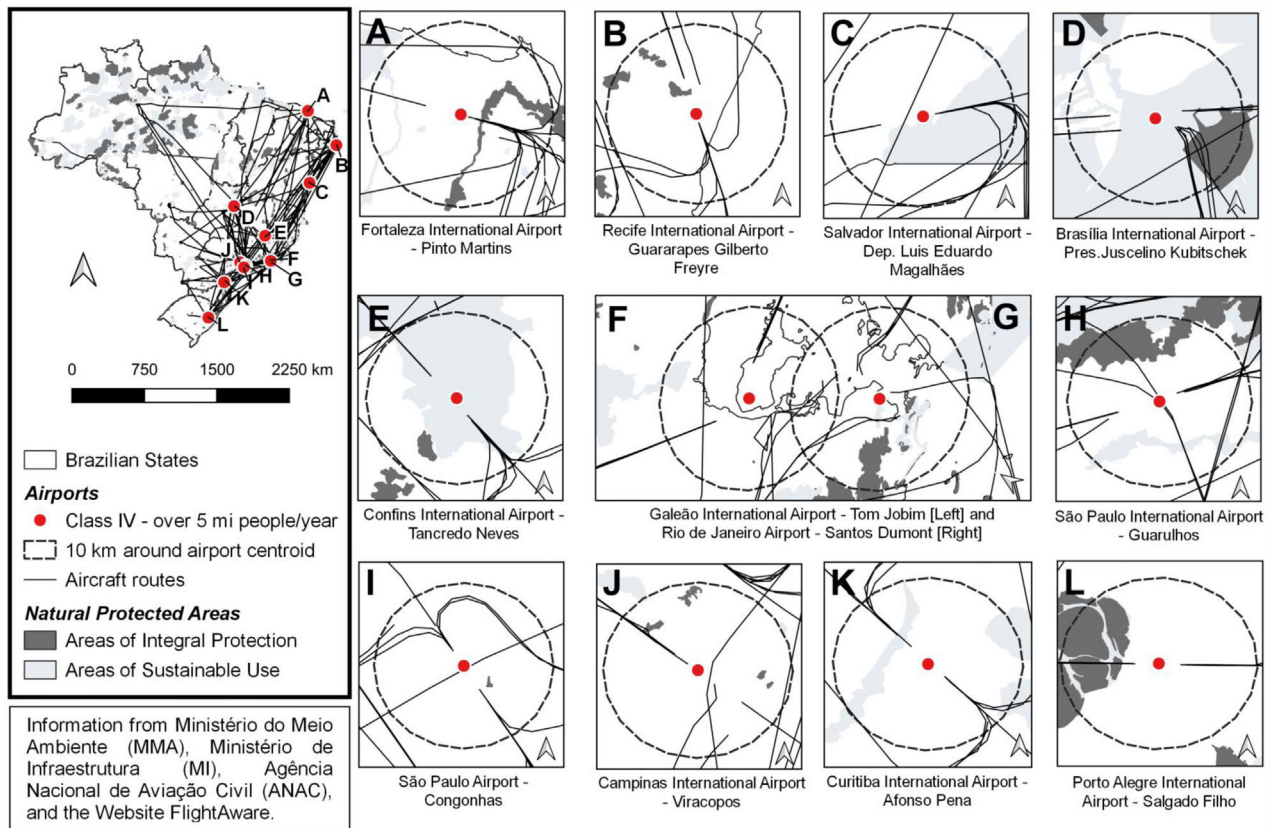 A
B
C
D
E
F
G
H
I
J
K
L
0 750 1500 2250 km
Brazilian States
Airports
Class IV - over 5 mi people/year
10 km around airport centroid
Aircraft routes
Natural Protected Areas
Areas of Integral Protection
Areas of Sustainable Use
Information from Ministério do Meio
Ambiente (MMA), Ministério de
Infraestrutura (MI), Agência
Nacional de Aviação Civil (ANAC),
and the Website FlightAware.
A
Fortaleza International Airport
- Pinto Martins
B
Recife International Airport -
Guararapes Gilberto
Freyre
C
Salvador International Airport -
Dep. Luis Eduardo
Magalhães
D
Brasília International Airport -
Pres.Juscelino Kubitschek
E
Confins International Airport -
Tancredo Neves
F
G
Galeão International Airport - Tom Jobim [Left] and
Rio de Janeiro Airport - Santos Dumont [Right]
H
São Paulo International Airport
- Guarulhos
I
São Paulo Airport -
Congonhas
J
Campinas International Airport
- Viracopos
K
Curitiba International Airport -
Afonso Pena
L
Porto Alegre International
Airport - Salgado Filho